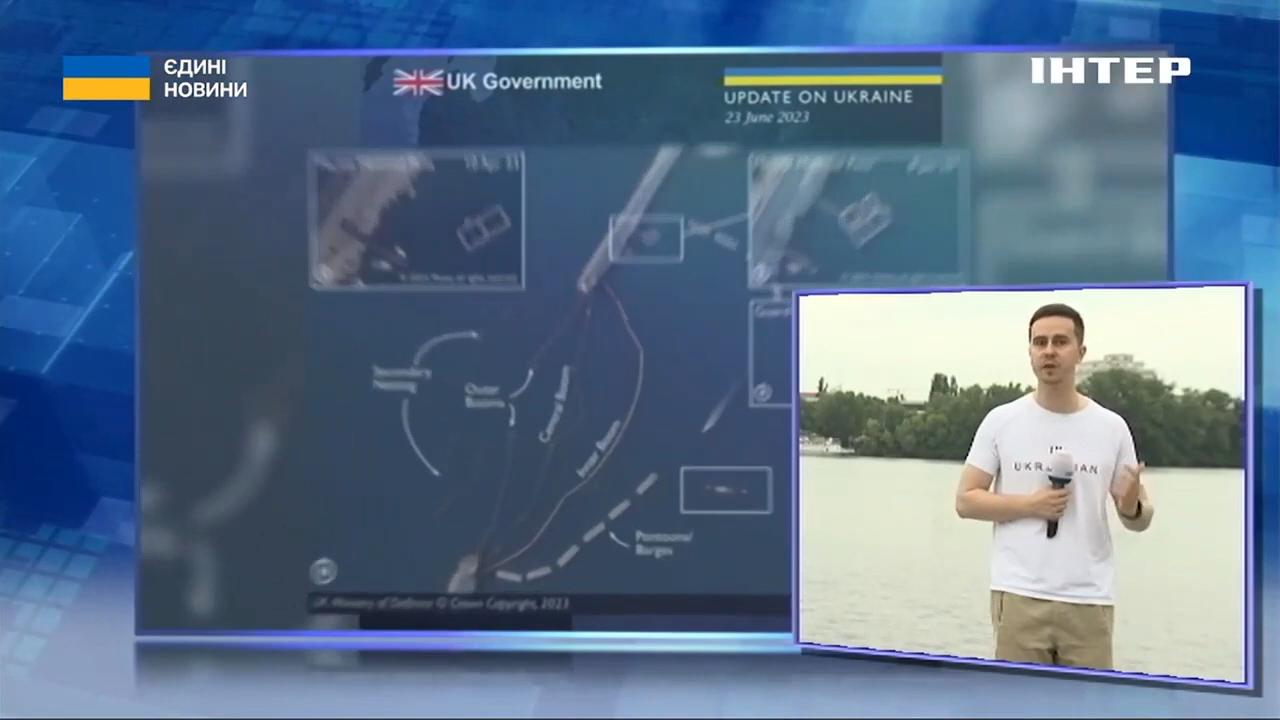 ЄДИНІ
НОВИНИ
UK Government
ІНТЕР
UPDATE ON UKRAINE
23 June 2023
Secondary
Netting
Outer
Booms
Central Boom
Inner Boom
Pontoons/
Barges
UK Ministry of Defence © Crown Copyright, 2023